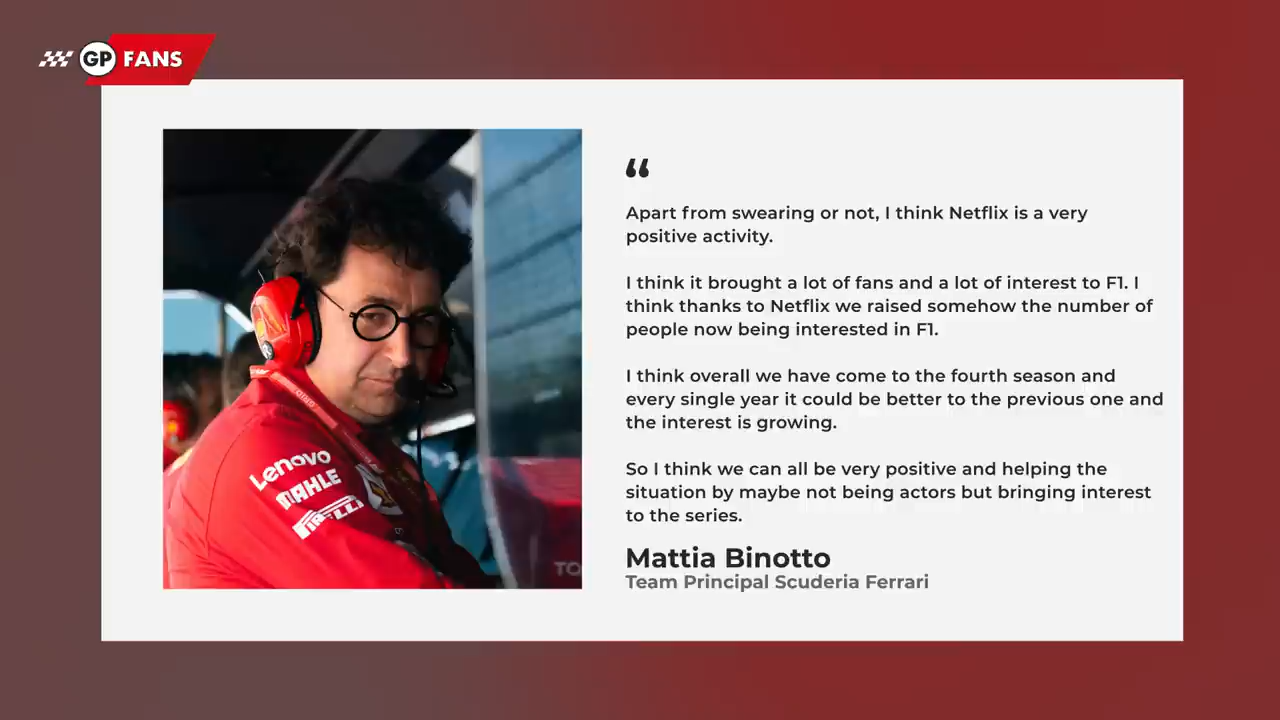 GP FANS
“
Apart from swearing or not, I think Netflix is a very
positive activity.
I think it brought a lot of fans and a lot of interest to F1. I
think thanks to Netflix we raised somehow the number of
people now being interested in F1.
I think overall we have come to the fourth season and
every single year it could be better to the previous one and
the interest is growing.
So I think we can all be very positive and helping the
situation by maybe not being actors but bringing interest
to the series.
Mattia Binotto
Team Principal Scuderia Ferrari
Lenovo
MAHLE
PIRELLI
TO